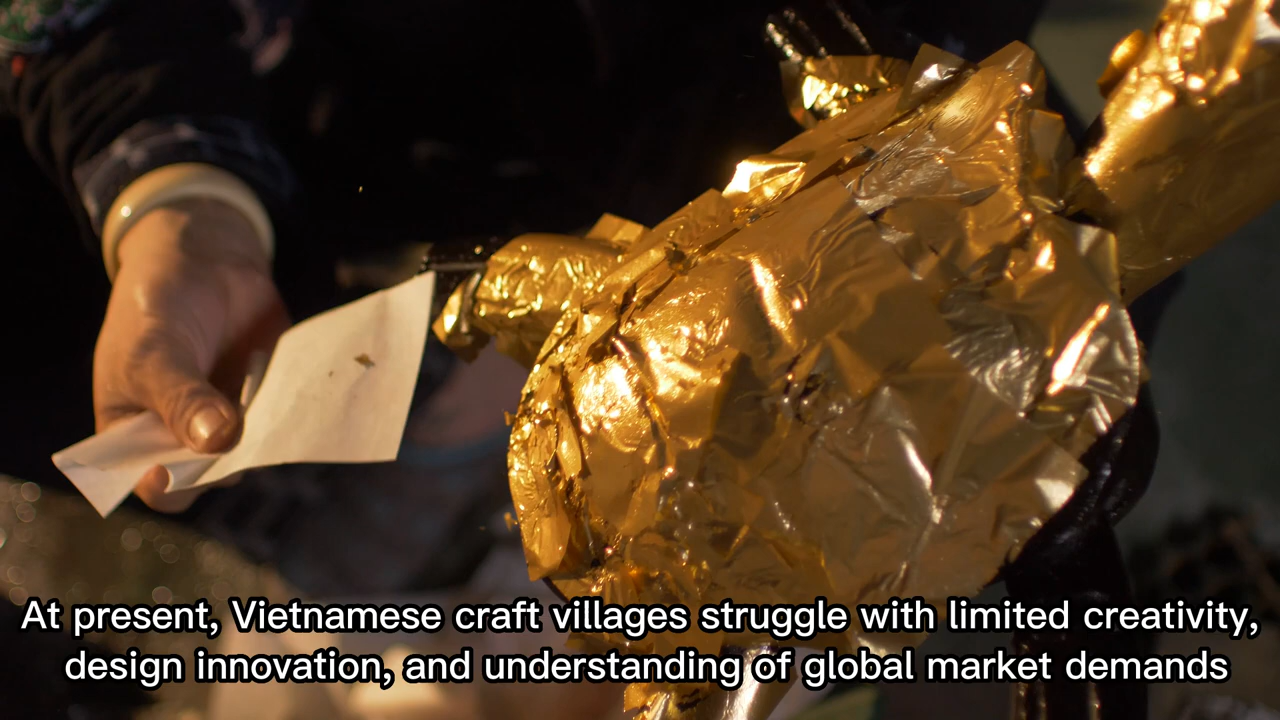 At present, Vietnamese craft villages struggle with limited creativity,
design innovation, and understanding of global market demands